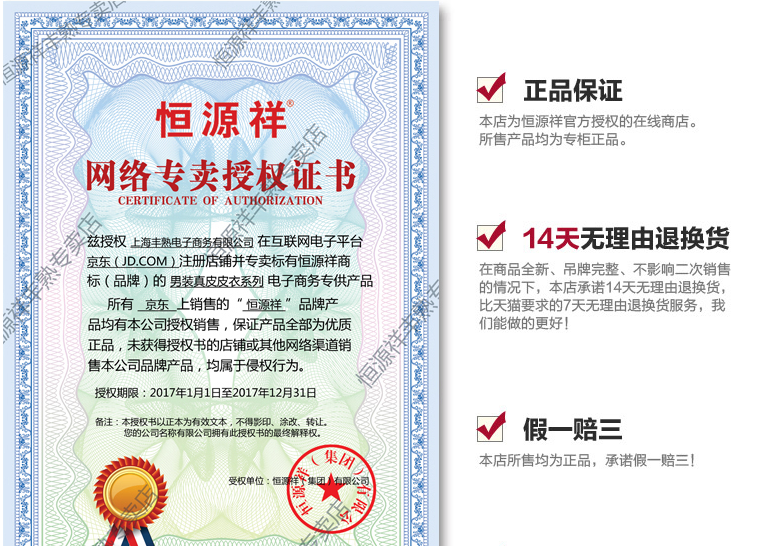 恒源祥®
网络专卖授权证书
CERTIFICATE OF AUTHORIZATION
兹授权 上海丰熟电子商务有限公司 在互联网电子平台
京东（JD.COM）注册店铺并专卖标有恒源祥商
标（品牌）的 男装真皮皮衣系列 电子商务专供产品
所有 京东 上销售的“ 恒源祥 ”品牌产
品均有本公司授权销售，保证产品全部为优质
正品，未获得授权书的店铺或其他网络渠道销
售本公司品牌产品，均属于侵权行为。
授权期限：2017年1月1日至2017年12月31日
备注：本授权书以正本为有效文本，不得影印、涂改、转让。
您的公司名称有限公司拥有此授权书的最终解释权。
受权单位：恒源祥（集团）有限公司
恒源祥（集团）有限公司
恒源祥丰熟专卖店
恒源祥丰熟专卖店
恒源祥丰熟专卖店
正品保证
本店为恒源祥官方授权的在线商店。
所售产品均为专柜正品。
14天无理由退换货
在商品全新、吊牌完整、不影响二次销售
的情况下，本店承诺14天无理由退换货，
比天猫要求的7天无理由退换货服务，我
们能做的更好！
假一赔三
本店所售均为正品，承诺假一赔三！